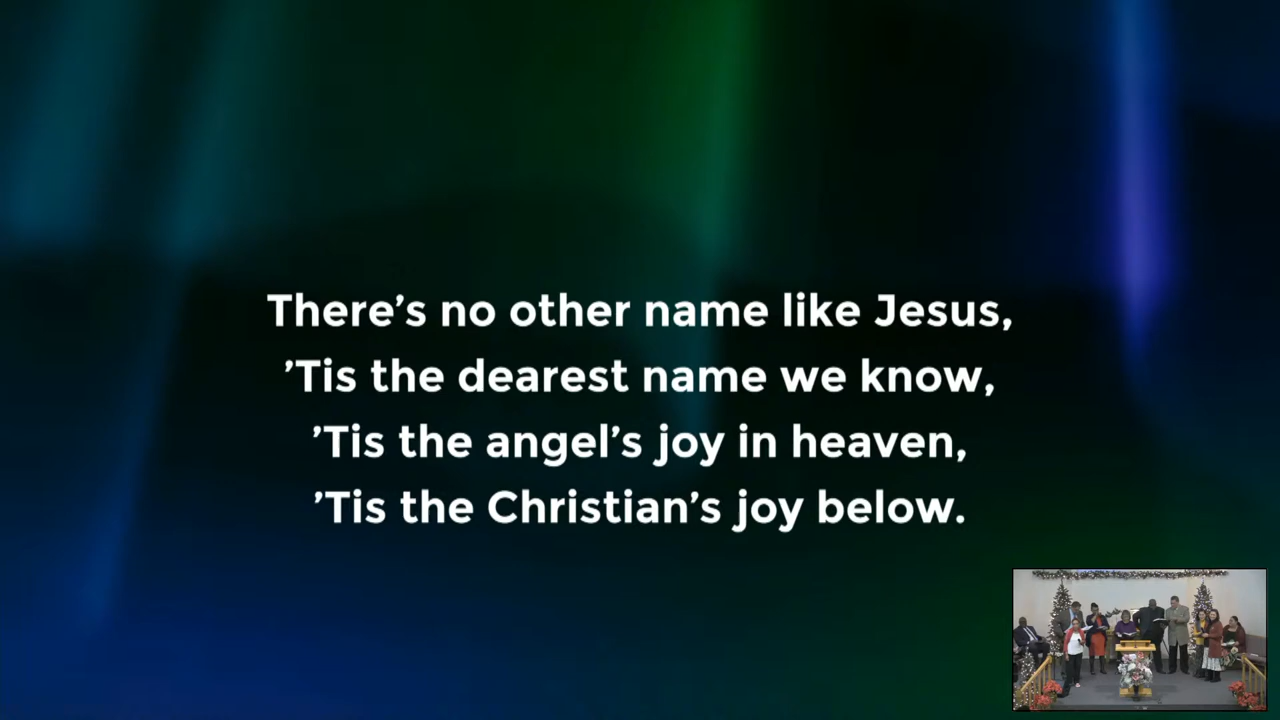 There’s no other name like Jesus,
’Tis the dearest name we know,
’Tis the angel’s joy in heaven,
’Tis the Christian’s joy below.